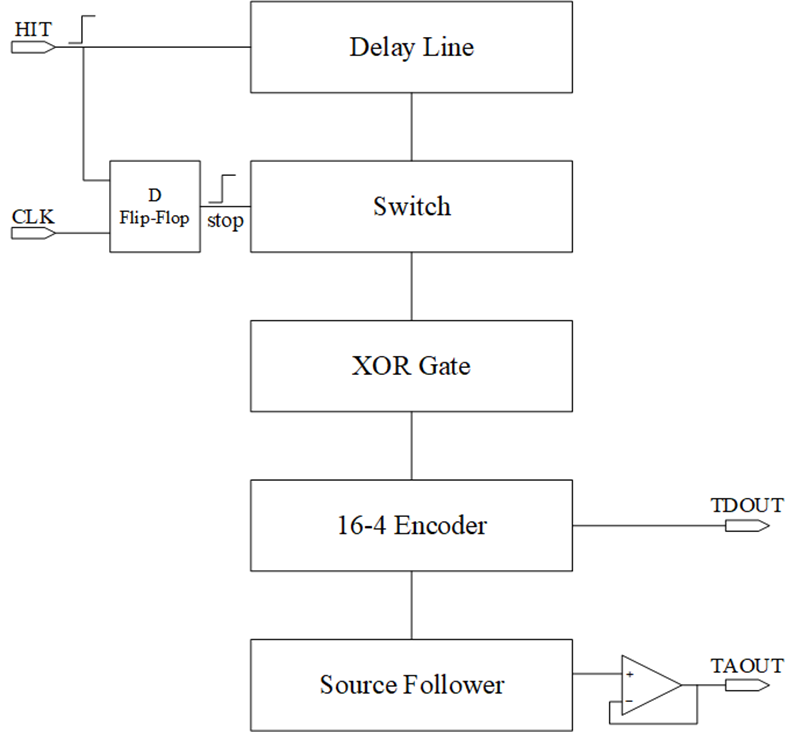 HIT
Delay Line
D
Flip-Flop
CLK
stop
Switch
XOR Gate
16-4 Encoder
TDOUT
Source Follower
+
−
TAOUT